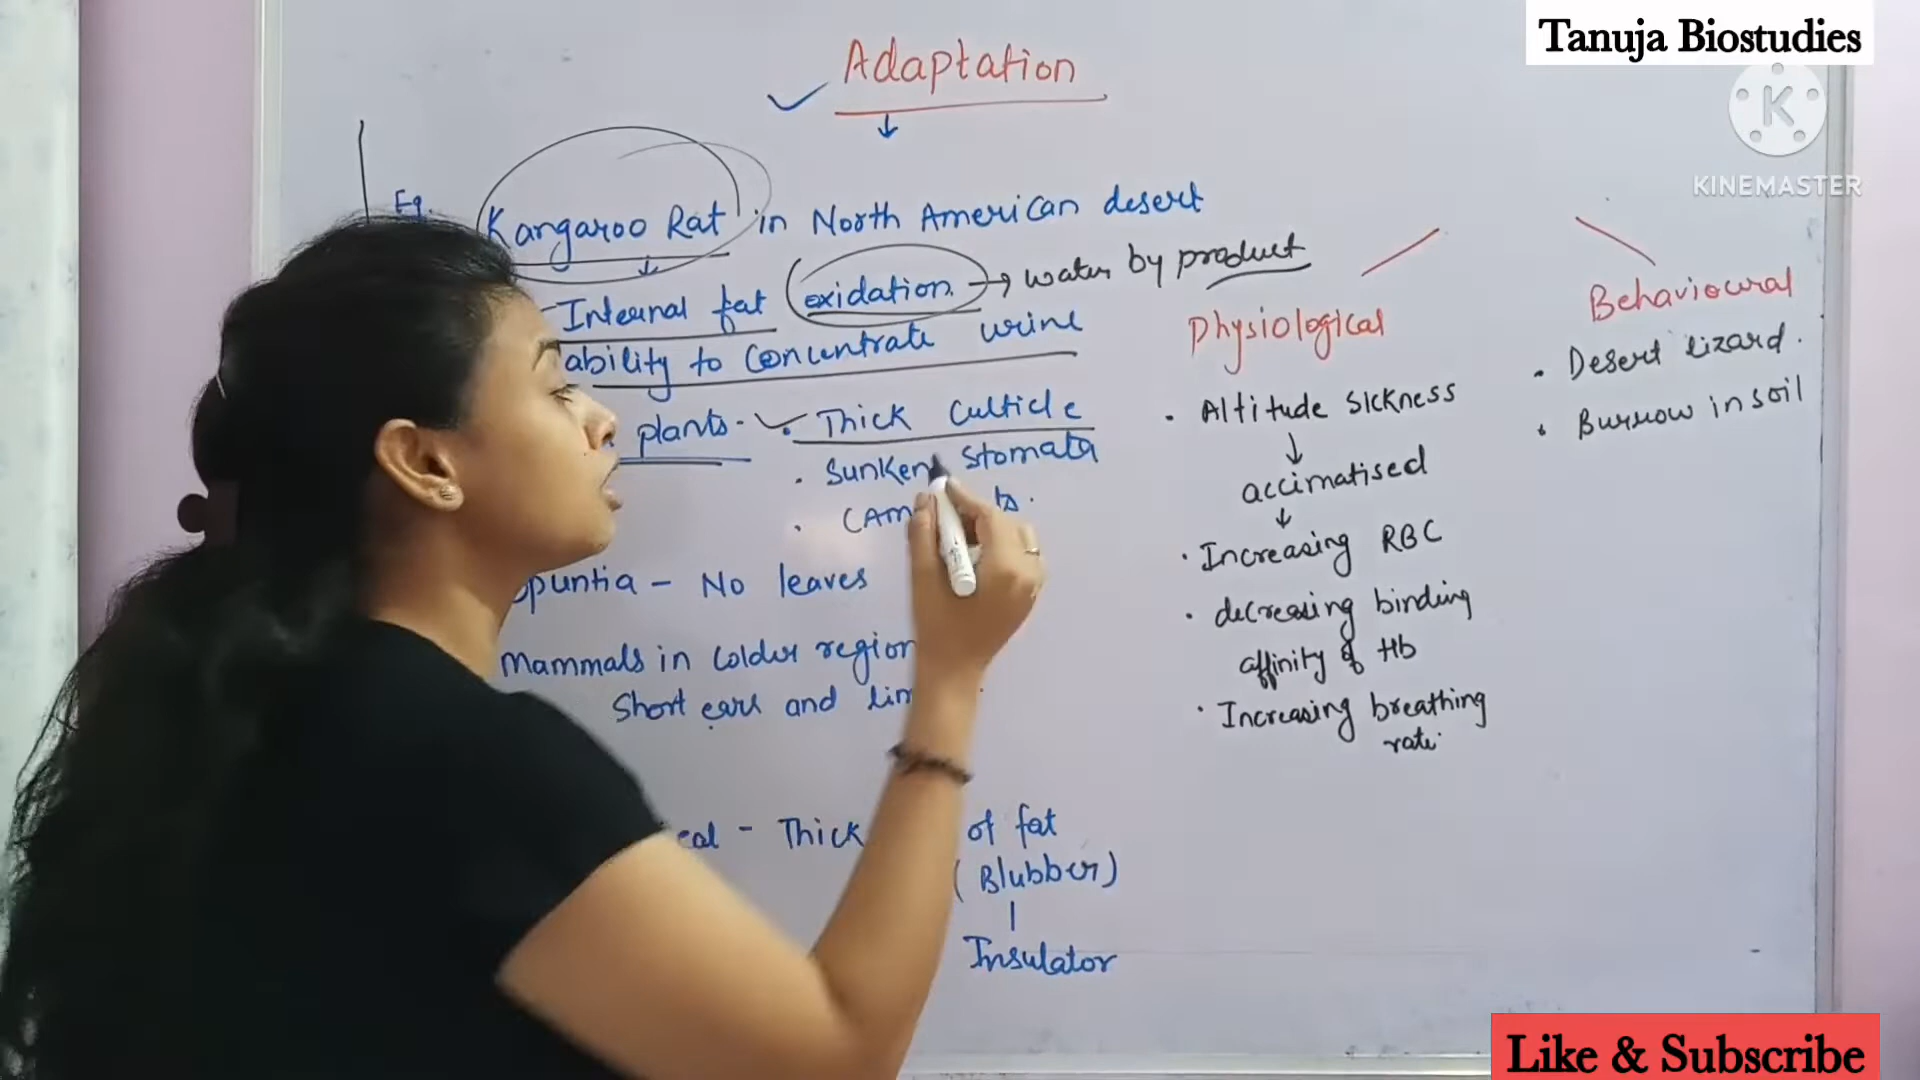 Tanuja Biostudies
KINEMASTER
Adaptation
Eg.
Kangaroo Rat in North American desert
Internal fat oxidation → water by product
ability to concentrate urine
plants - • Thick Culticle
• Sunken stomata
• CAM
Opuntia - No leaves
Mammals in colder region
Short ears and
- Thick of fat
(Blubber)
Insulator
Physiological
• Altitude Sickness
↓
accimatised
↓
• Increasing RBC
• decreasing binding
affinity of Hb
• Increasing breathing
rate.
Behavioural
• Desert lizard.
• Burrow in soil
Like & Subscribe